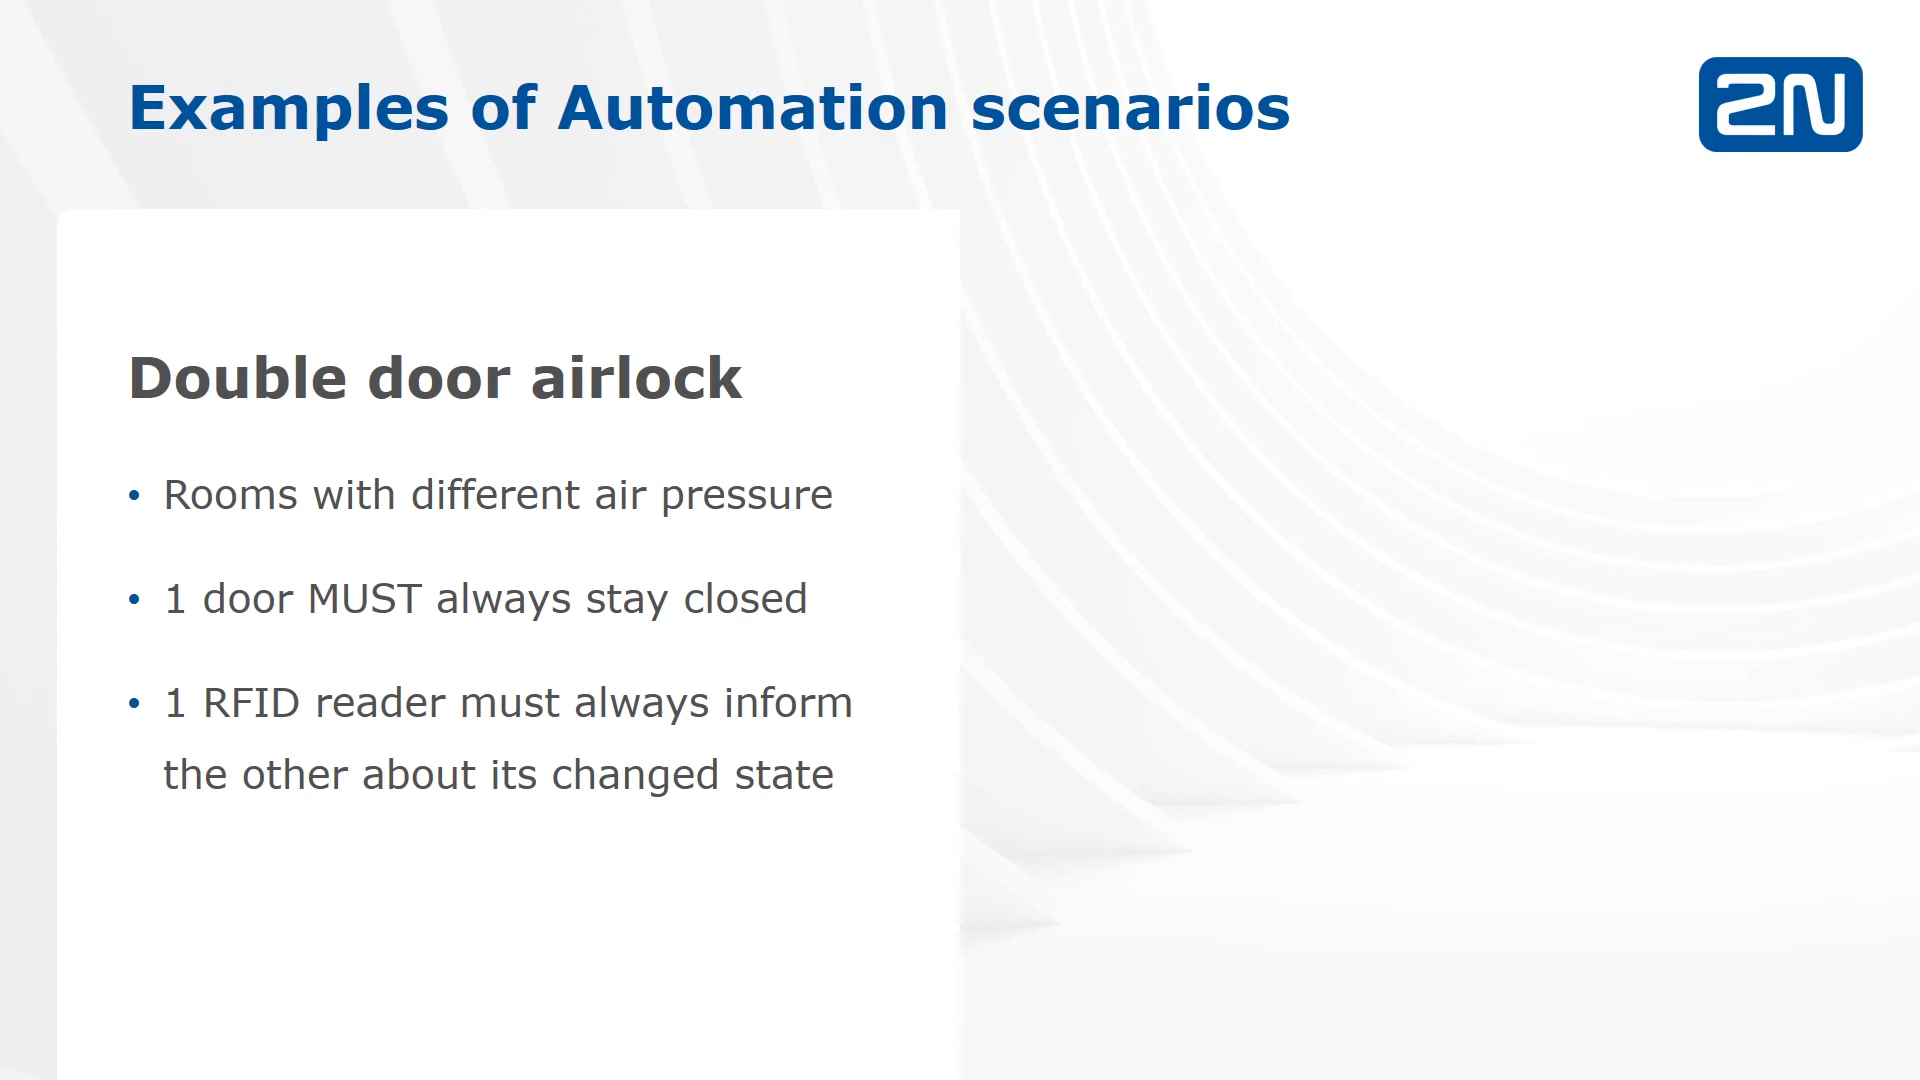 Examples of Automation scenarios
2N
Double door airlock
• Rooms with different air pressure
• 1 door MUST always stay closed
• 1 RFID reader must always inform
the other about its changed state